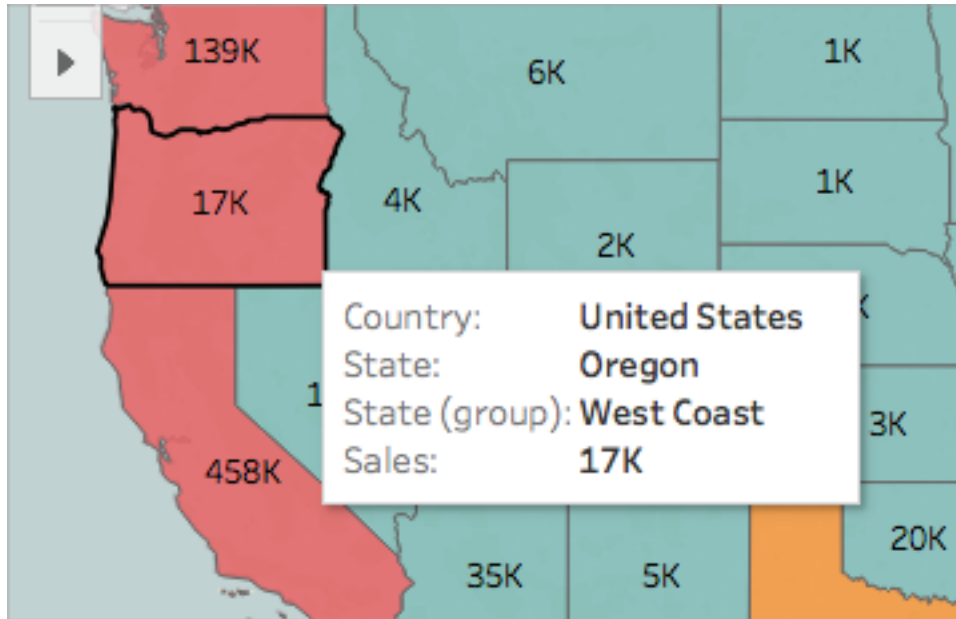 139K
6K
1K
17K
4K
1K
2K
Country: United States
State: Oregon
State (group): West Coast
Sales: 17K
3K
458K
20K
35K
5K